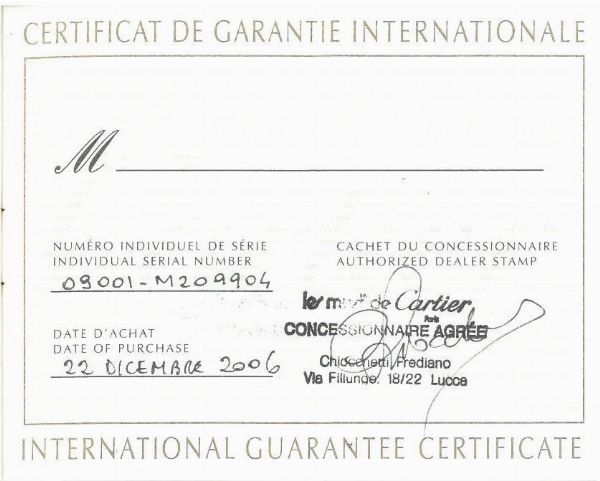 CERTIFICAT DE GARANTIE INTERNATIONALE
M
NUMÉRO INDIVIDUEL DE SÉRIE
INDIVIDUAL SERIAL NUMBER
09001-M209904
DATE D'ACHAT
DATE OF PURCHASE
22 DICEMBRE 2006
CACHET DU CONCESSIONNAIRE
AUTHORIZED DEALER STAMP
les must de Cartier
Paris
CONCESSIONNAIRE AGRÉÉ
Chiocchetti Frediano
Via Fillungo, 18/22 Lucca
INTERNATIONAL GUARANTEE CERTIFICATE